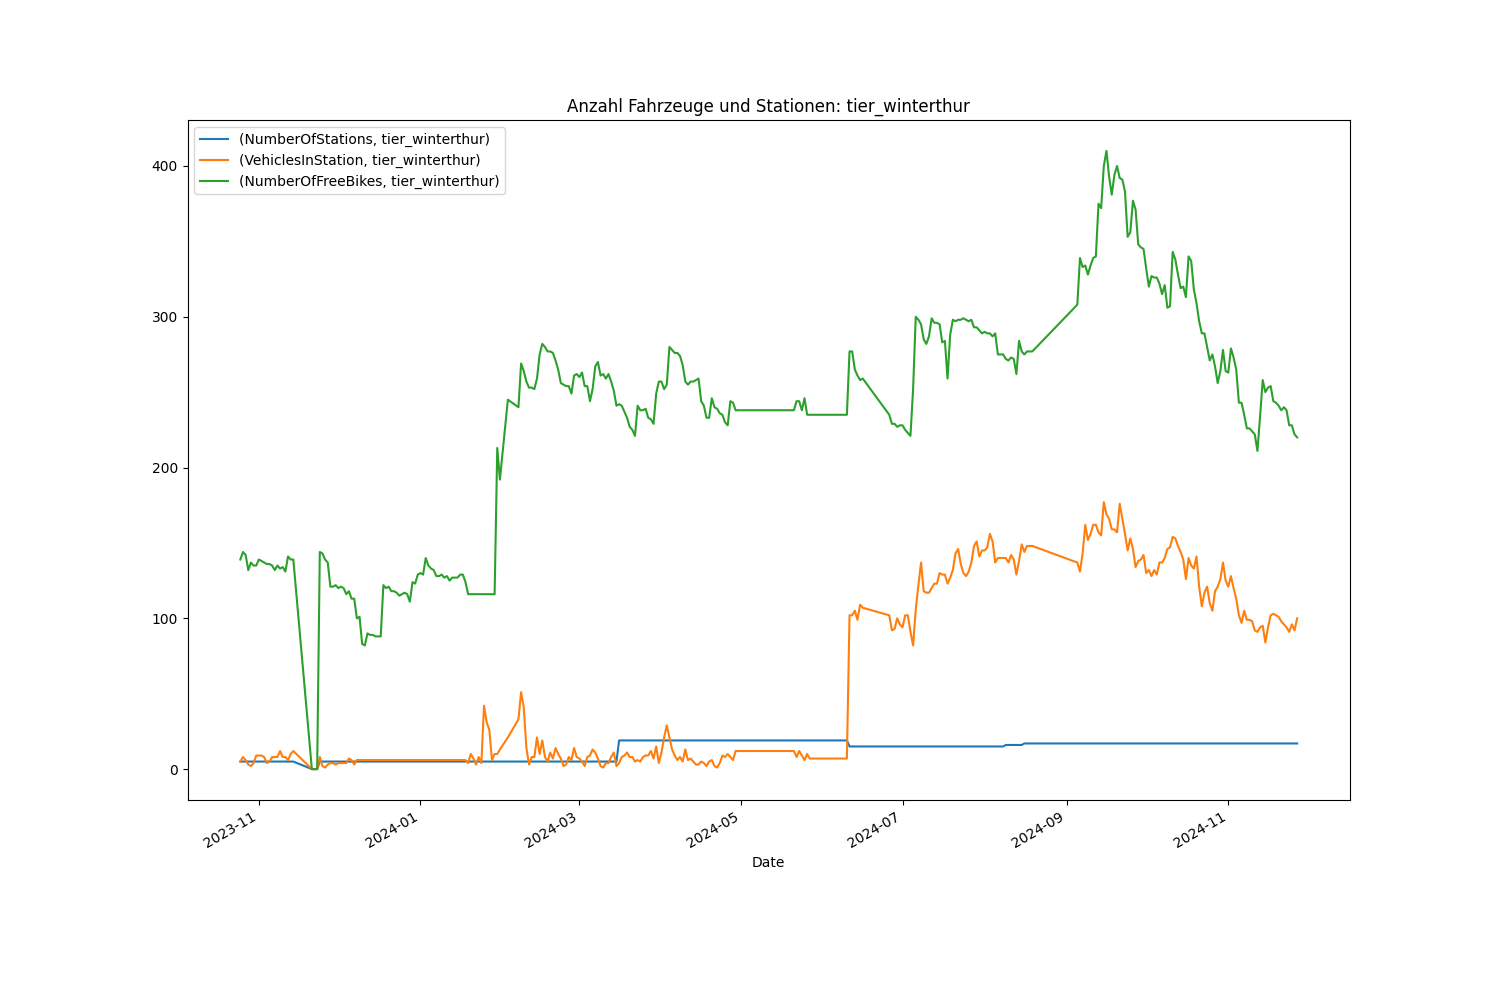 Anzahl Fahrzeuge und Stationen: tier_winterthur
(NumberOfStations, tier_winterthur)
(VehiclesInStation, tier_winterthur)
(NumberOfFreeBikes, tier_winterthur)
400
300
200
100
0
2023-11
2024-01
2024-03
2024-05
2024-07
2024-09
2024-11
Date